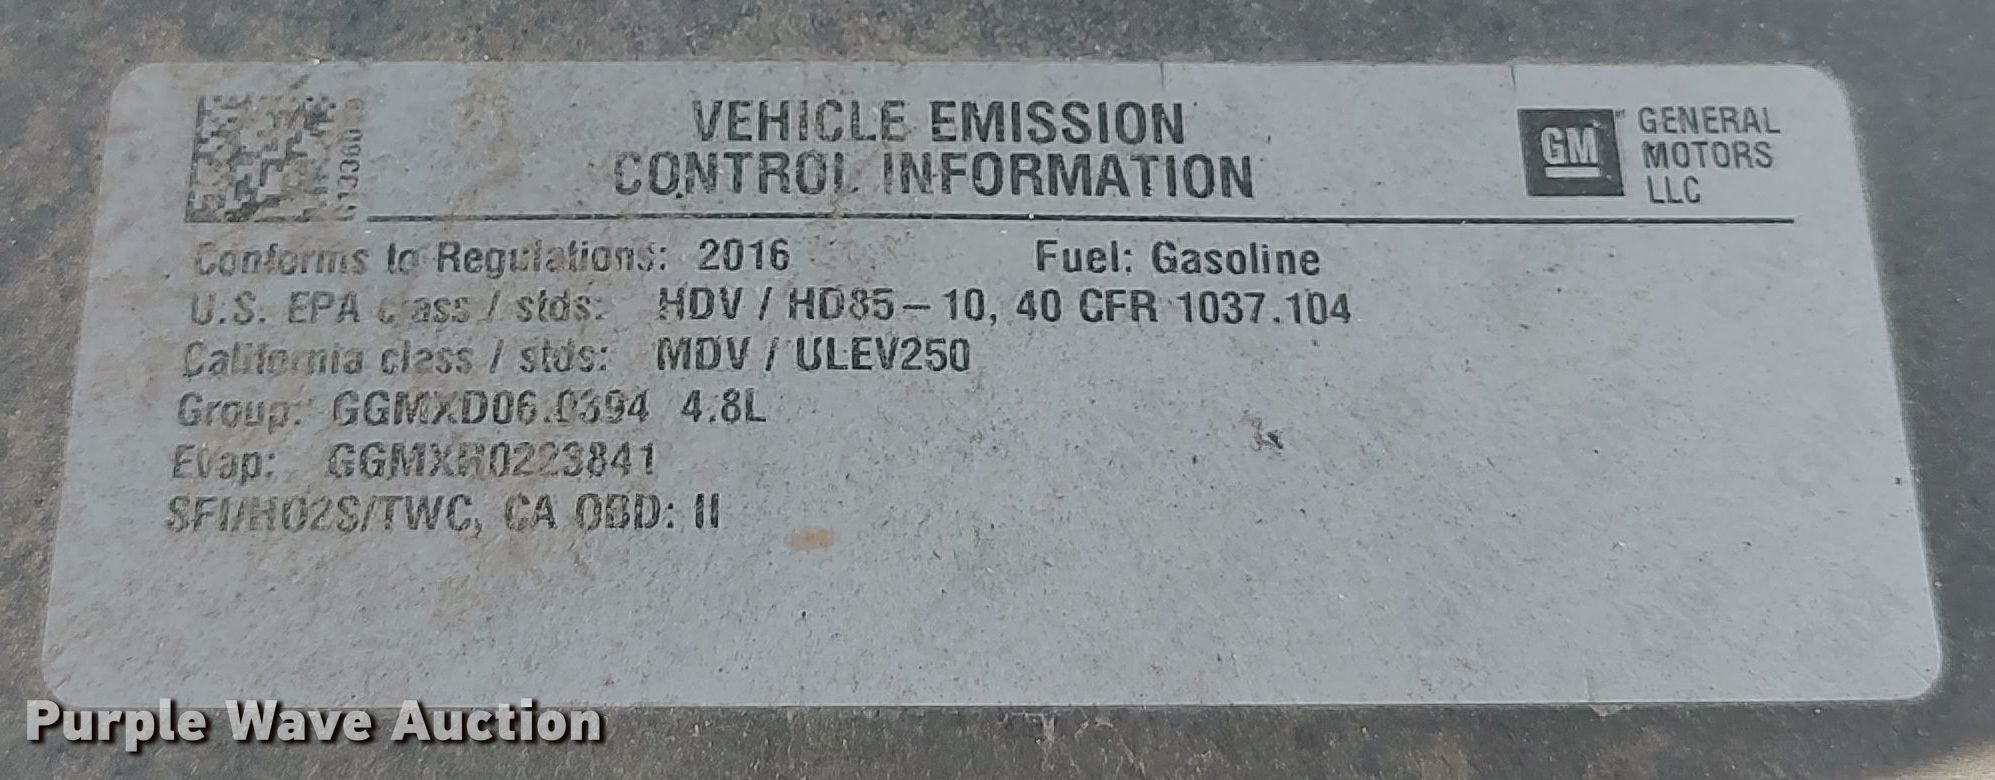 VEHICLE EMISSION
CONTROL INFORMATION
GM
GENERAL
MOTORS
LLC
Conforms to Regulations: 2016 Fuel: Gasoline
U.S. EPA class / stds: HDV / HD85-10, 40 CFR 1037.104
California class / stds: MDV / ULEV250
Group: GGMXD06.0394 4.8L
Evap: GGMXR0223841
SFI/HO2S/TWC, CA OBD: II
Purple Wave Auction